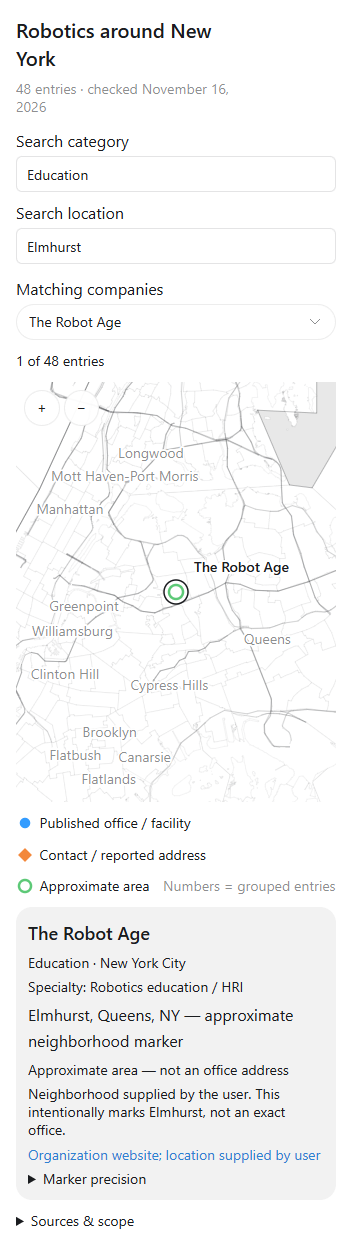 Robotics around New
York
48 entries · checked November 16,
2026
Search category
Education
Search location
Elmhurst
Matching companies
The Robot Age
1 of 48 entries
+ −
Longwood
Mott Haven-Port Morris
Manhattan
The Robot Age
Greenpoint
Williamsburg
Queens
Clinton Hill
Cypress Hills
Brooklyn
Flatbush Canarsie
Flatlands
Published office / facility
Contact / reported address
Approximate area Numbers = grouped entries
The Robot Age
Education · New York City
Specialty: Robotics education / HRI
Elmhurst, Queens, NY — approximate
neighborhood marker
Approximate area — not an office address
Neighborhood supplied by the user. This
intentionally marks Elmhurst, not an exact
office.
Organization website; location supplied by user
Marker precision
Sources & scope